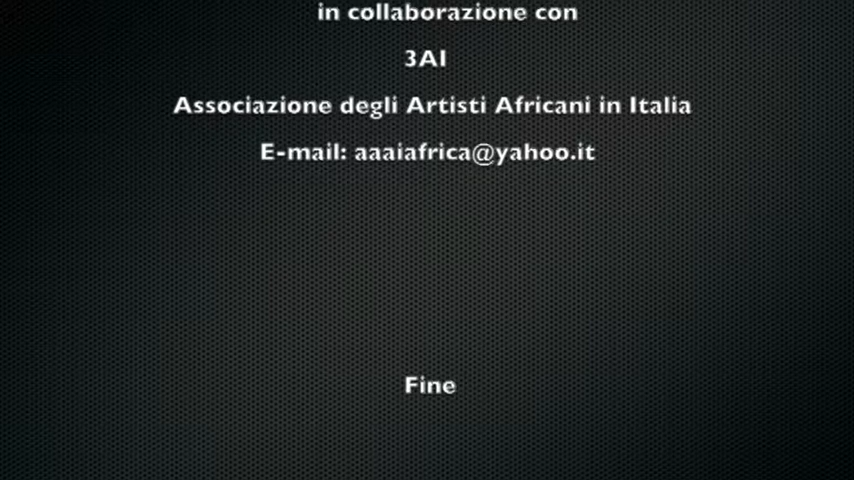 in collaborazione con
3AI
Associazione degli Artisti Africani in Italia
E-mail: aaaiafrica@yahoo.it
Fine